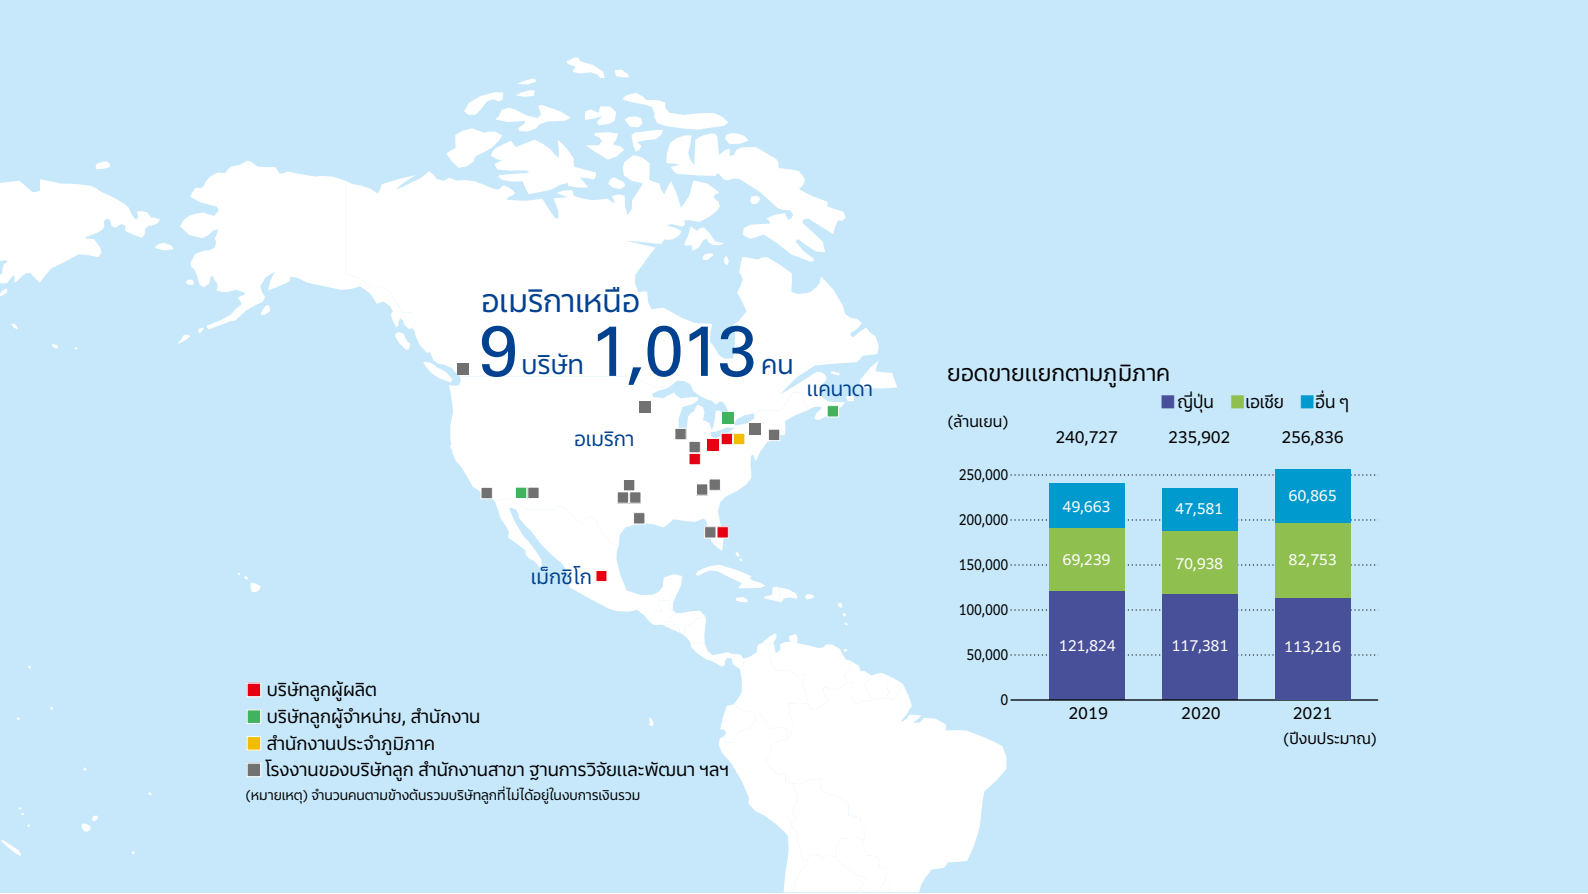 อเมริกาเหนือ
9 บริษัท 1,013 คน
แคนาดา
อเมริกา
เม็กซิโก
บริษัทลูกผู้ผลิต
บริษัทลูกผู้จำหน่าย, สำนักงาน
สำนักงานประจำภูมิภาค
โรงงานของบริษัทลูก สำนักงานสาขา ฐานการวิจัยและพัฒนา ฯลฯ
(หมายเหตุ) จำนวนคนตามข้างต้นรวมบริษัทลูกที่ไม่ได้อยู่ในงบการเงินรวม
ยอดขายแยกตามภูมิภาค
ญี่ปุ่น เอเชีย อื่น ๆ
(ล้านเยน)
240,727 235,902 256,836
250,000
200,000
150,000
100,000
50,000
0
49,663 47,581 60,865
69,239 70,938 82,753
121,824 117,381 113,216
2019 2020 2021
(ปีงบประมาณ)